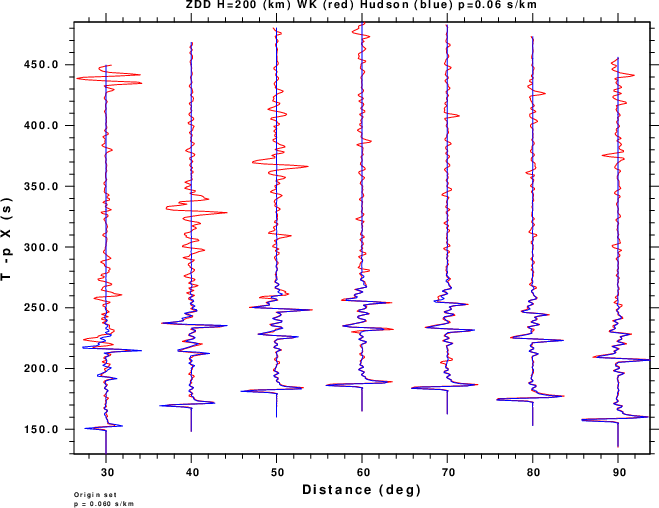 ZDD H=200 (km) WK (red) Hudson (blue) p=0.06 s/km
450.0
400.0
350.0
300.0
250.0
200.0
150.0
T -p X (s)
30 40 50 60 70 80 90
Distance (deg)
Origin set
p = 0.060 s/km